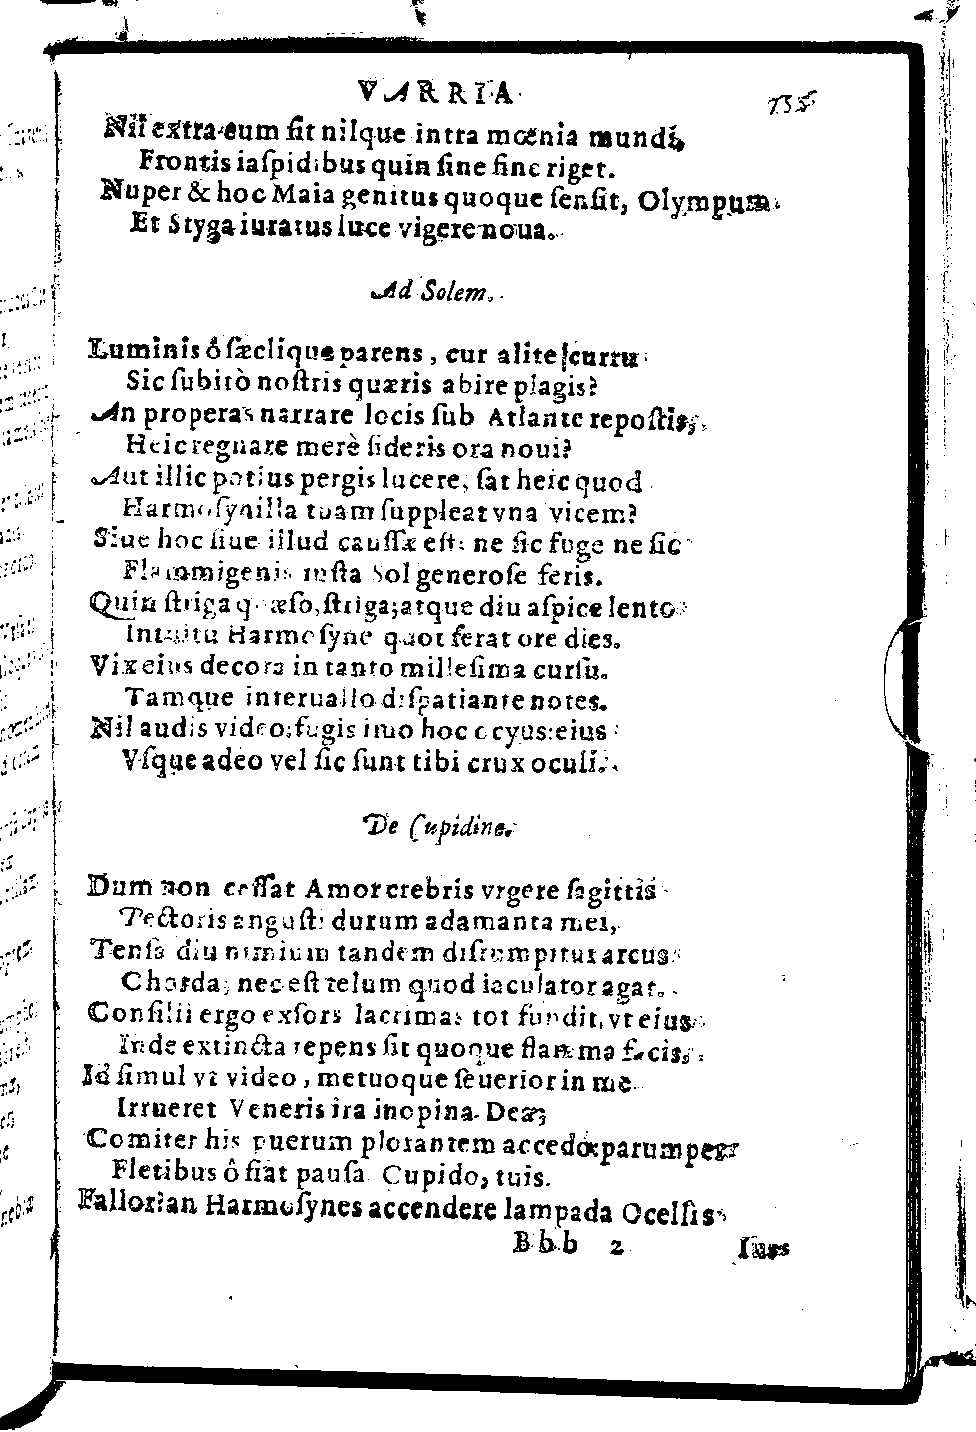 VARRIA
735
Nil extra eum sit nilque intra mœnia mundi,
Frontis iaſpidibus quin ſine fine riget.
Nuper & hoc Maia genitus quoque ſenſit, Olympum
Et Styga iuratus luce vigere noua.
Ad Solem.
Luminis ô ſæclique parens, cur alite curru
Sic ſubitò noſtris quæris abire plagis?
An properas narrare locis ſub Atlante repoſtis,
Heic regnare merè ſideris ora noui?
Aut illic potius pergis lucere, ſat heic quod
Harmoſynilla tuam ſuppleat vna vicem?
Siue hoc ſiue illud cauſſæ eſt: ne ſic fuge ne ſic
Flammigenis inſta Sol generoſe feris.
Quin ſtriga quæſo, ſtriga; atque diu aſpice lento
Intuitu Harmoſyne quot ferat ore dies.
Vix eius decora in tanto milleſima curſu.
Tamque interuallo diſpatiante notes.
Nil audis video; fugis imo hoc ocyus: eius
Vſque adeo vel ſic ſunt tibi crux oculi.
De Cupidine.
Dum non ceſſat Amor crebris vrgere ſagittis
Pectoris anguſti durum adamanta mei,
Tenſa diu nimium tandem diſrumpitur arcus
Chorda; nec eſt telum quod iaculator agat.
Conſilii ergo exſors lacrimas tot fundit, vt eius
Inde extincta repens ſit quoque flamma facis,
Id ſimul vt video, metuoque ſeuerior in me
Irrueret Veneris ira inopina Deæ;
Comiter his puerum plorantem accedo; parumper
Fletibus ô fiat pauſa Cupido, tuis.
Fallor? an Harmoſynes accendere lampada Ocelſis
Bbb 2